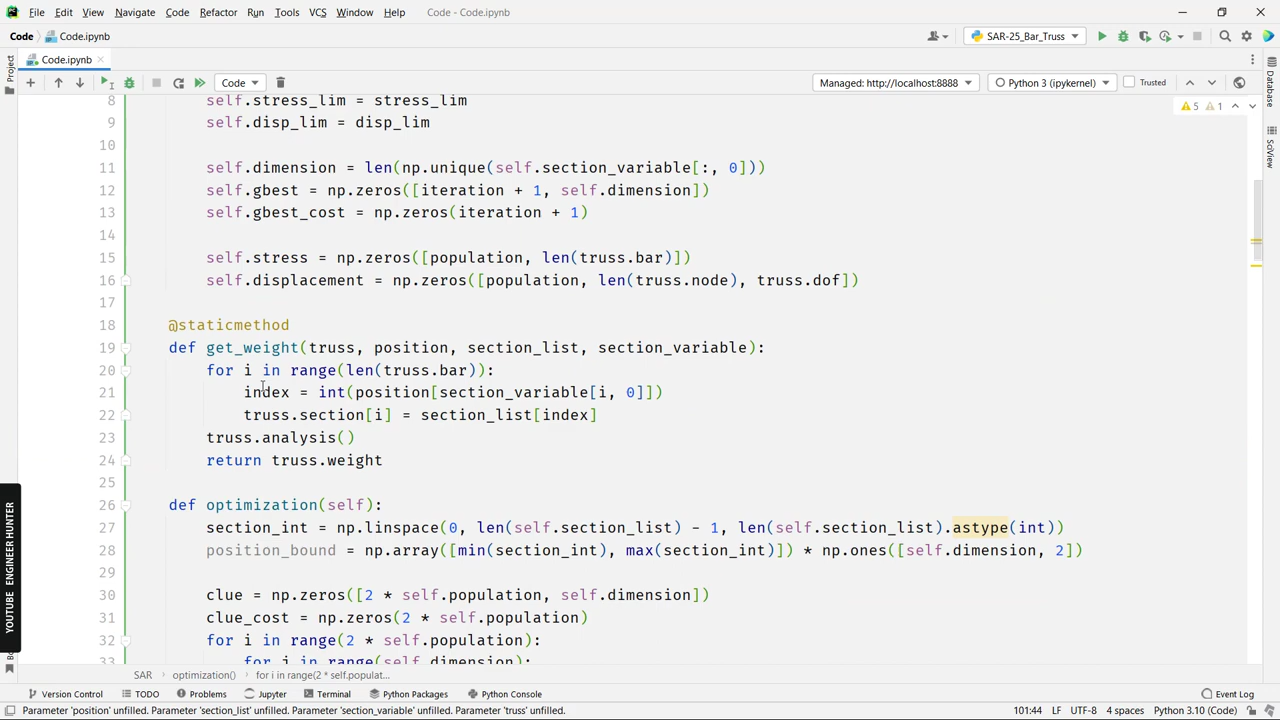 File Edit View Navigate Code Refactor Run Tools VCS Window Help Code - Code.ipynb
Code Code.ipynb SAR-25_Bar_Truss
Project Code.ipynb
Code Managed: http://localhost:8888 Python 3 (ipykernel) Trusted
Database
SciView
5 1
8 self.stress_lim = stress_lim
9 self.disp_lim = disp_lim
10
11 self.dimension = len(np.unique(self.section_variable[:, 0]))
12 self.gbest = np.zeros([iteration + 1, self.dimension])
13 self.gbest_cost = np.zeros(iteration + 1)
14
15 self.stress = np.zeros([population, len(truss.bar)])
16 self.displacement = np.zeros([population, len(truss.node), truss.dof])
17
18 @staticmethod
19 def get_weight(truss, position, section_list, section_variable):
20 for i in range(len(truss.bar)):
21 index = int(position[section_variable[i, 0]])
22 truss.section[i] = section_list[index]
23 truss.analysis()
24 return truss.weight
25
26 def optimization(self):
27 section_int = np.linspace(0, len(self.section_list) - 1, len(self.section_list).astype(int))
28 position_bound = np.array([min(section_int), max(section_int)]) * np.ones([self.dimension, 2])
29
30 clue = np.zeros([2 * self.population, self.dimension])
31 clue_cost = np.zeros(2 * self.population)
32 for i in range(2 * self.population):
33 for j in range(self.dimension):
YOUTUBE ENGINEER HUNTER
SAR optimization() for i in range(2 * self.populat...
Version Control TODO Problems Jupyter Terminal Python Packages Python Console Event Log
Parameter 'position' unfilled. Parameter 'section_list' unfilled. Parameter 'section_variable' unfilled. Parameter 'truss' unfilled. 101:44 LF UTF-8 4 spaces Python 3.10 (Code)